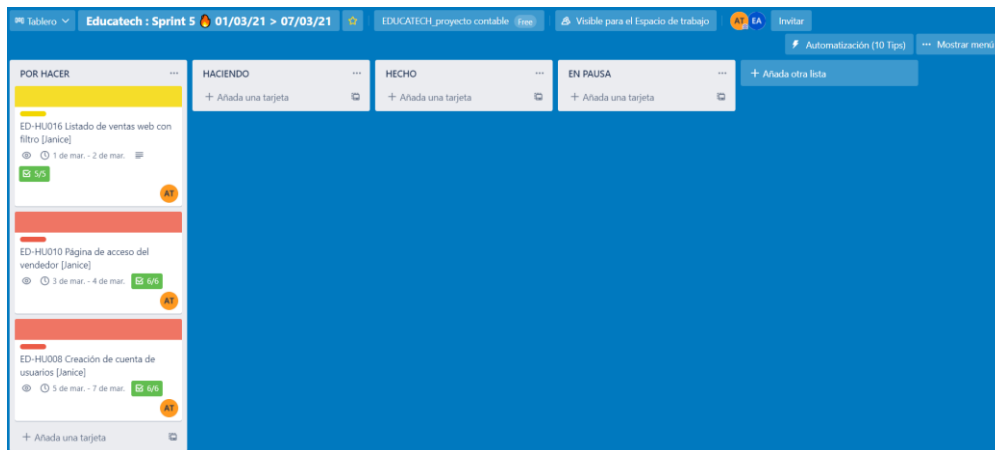 Tablero
Educatech : Sprint 5 🔥 01/03/21 > 07/03/21
EDUCATECH_proyecto contable Free
Visible para el Espacio de trabajo
AT EA
Invitar
Automatización (10 Tips)
··· Mostrar menú
POR HACER ···
ED-HU016 Listado de ventas web con
filtro [Janice]
1 de mar. - 2 de mar.
5/5
AT
ED-HU010 Página de acceso del
vendedor [Janice]
3 de mar. - 4 de mar. 6/6
AT
ED-HU008 Creación de cuenta de
usuarios [Janice]
5 de mar. - 7 de mar. 6/6
AT
+ Añada una tarjeta
HACIENDO ···
+ Añada una tarjeta
HECHO ···
+ Añada una tarjeta
EN PAUSA ···
+ Añada una tarjeta
+ Añada otra lista